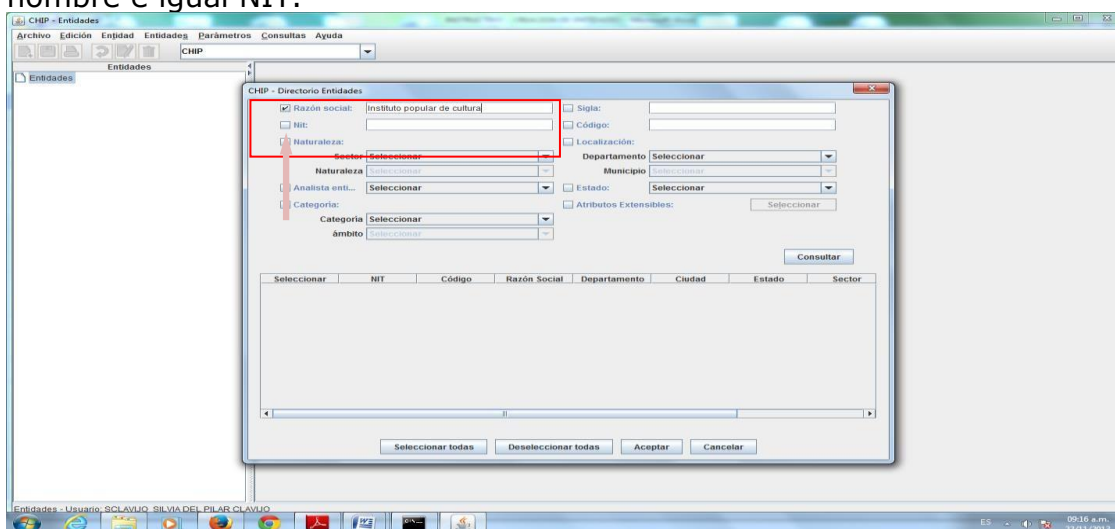 nombre e igual NIT.
CHIP - Entidades
Archivo Edición Entidad Entidades Parámetros Consultas Ayuda
CHIP
Entidades
Entidades
CHIP - Directorio Entidades
Razón social: Instituto popular de cultura Sigla:
Nit: Código:
Naturaleza: Localización:
Sector Seleccionar Departamento Seleccionar
Naturaleza Seleccionar Municipio Seleccionar
Analista enti... Seleccionar Estado: Seleccionar
Categoría: Atributos Extensibles: Seleccionar
Categoría Seleccionar
ámbito Seleccionar
Consultar
Seleccionar NIT Código Razón Social Departamento Ciudad Estado Sector
Seleccionar todas Deseleccionar todas Aceptar Cancelar
Entidades - Usuario: SCLAVIJO SILVIA DEL PILAR CLAVIJO
ES 09:16 a.m.